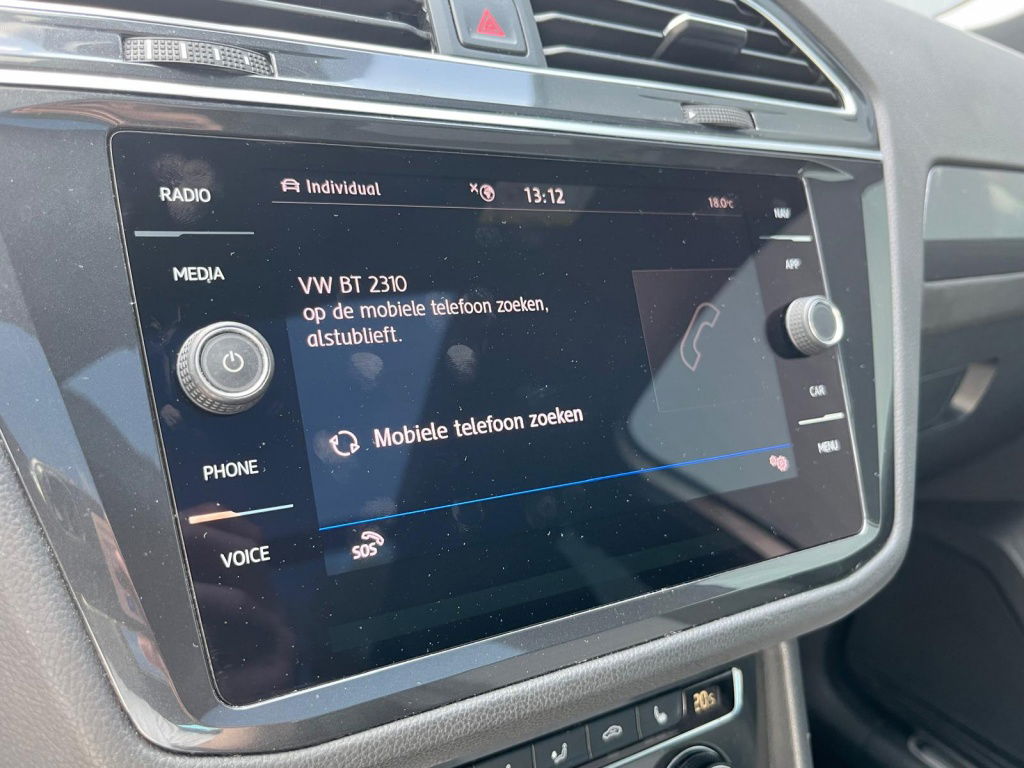 RADIO
MEDIA
PHONE
VOICE
Individual
13:12
18.0°C
VW BT 2310
op de mobiele telefoon zoeken,
alstublieft.
Mobiele telefoon zoeken
SOS
NAV
APP
CAR
MENU
20.5